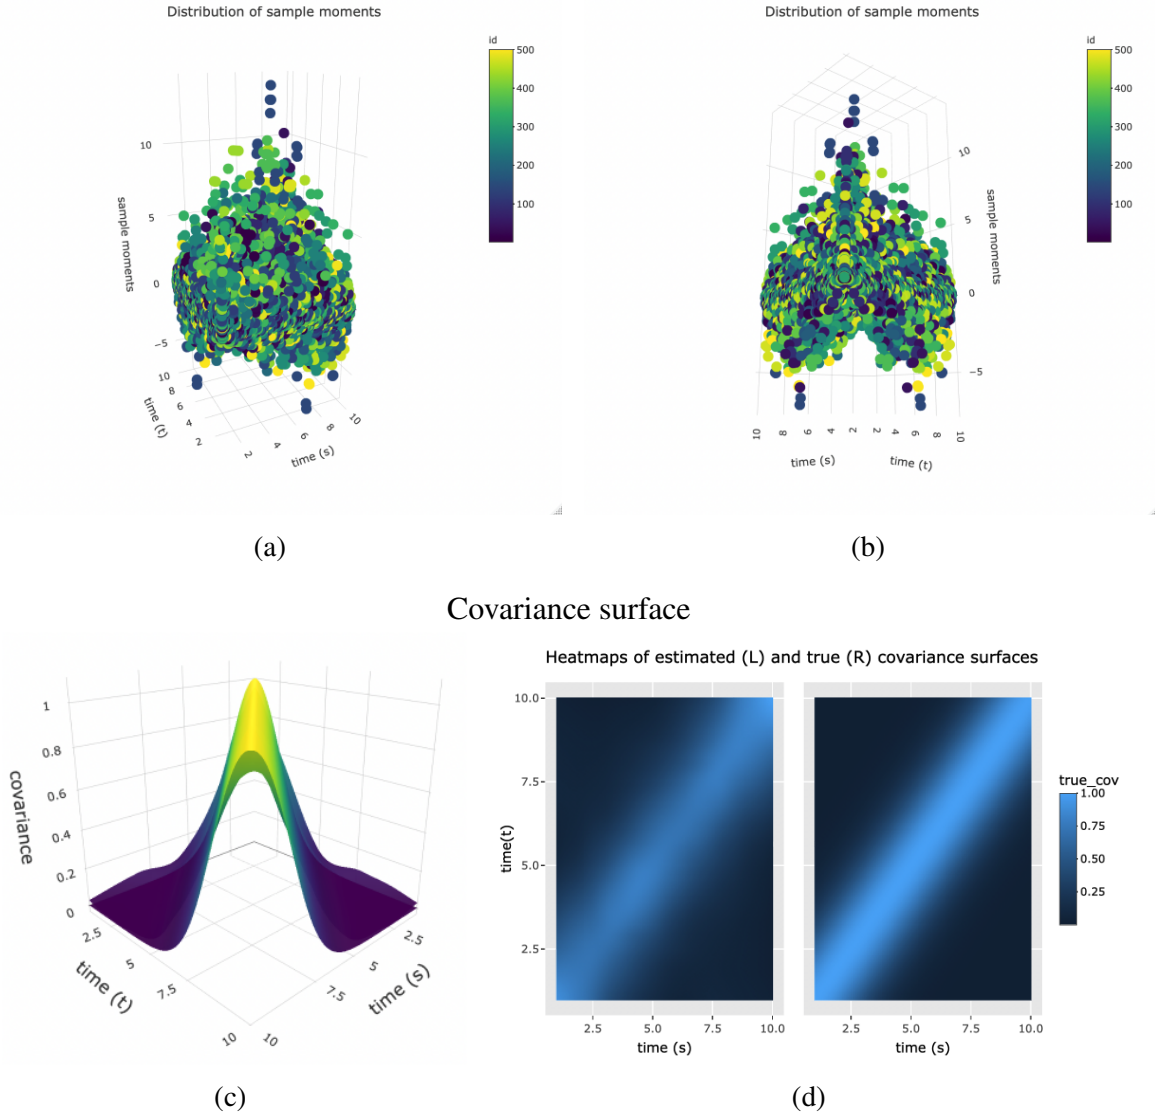 Distribution of sample moments
id
500
400
300
200
100
10
5
0
−5
sample moments
10
8
6
4
2
time (t)
2
4
6
8
10
time (s)
(a)
Distribution of sample moments
id
500
400
300
200
100
10
5
0
−5
sample moments
10
8
6
4
2
2
4
6
8
10
time (s)
time (t)
(b)
Covariance surface
1
0.8
0.6
0.4
0.2
0
covariance
2.5
5
7.5
10
time (t)
10
7.5
5
2.5
time (s)
(c)
Heatmaps of estimated (L) and true (R) covariance surfaces
10.0
7.5
5.0
2.5
time(t)
2.5
5.0
7.5
10.0
time (s)
2.5
5.0
7.5
10.0
time (s)
true_cov
1.00
0.75
0.50
0.25
(d)